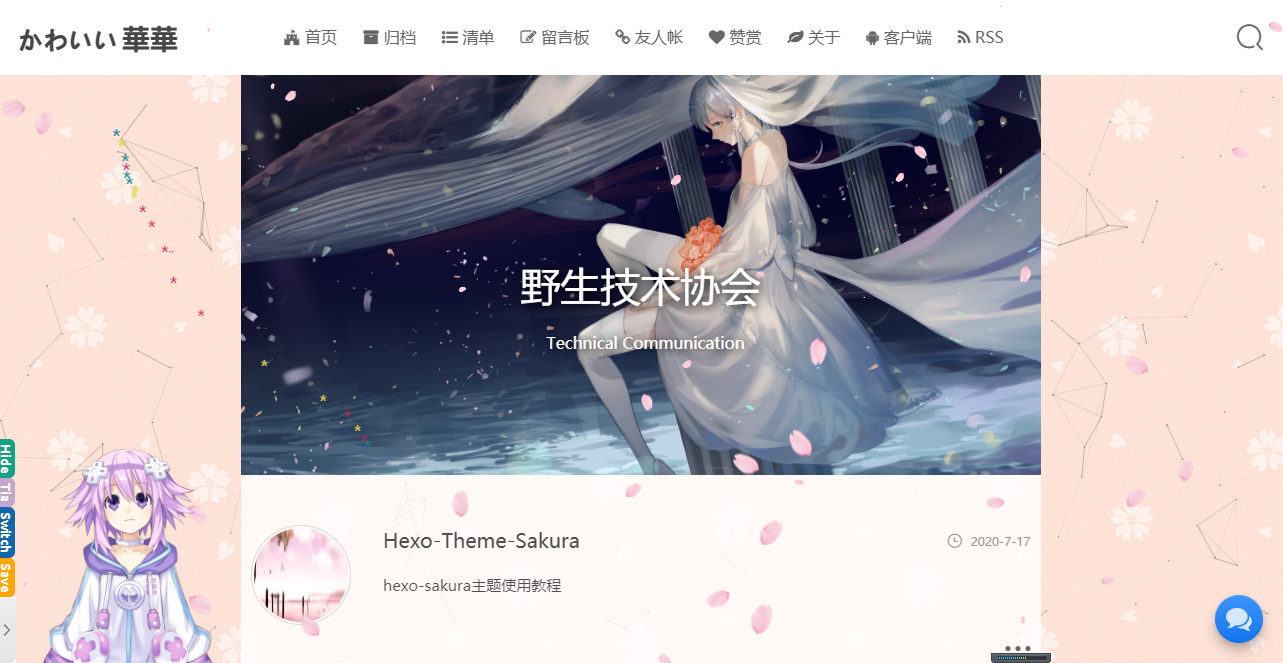 かわいい 華華
首页 归档 清单 留言板 友人帐 赞赏 关于 客户端 RSS
野生技术协会
Technical Communication
Hexo-Theme-Sakura
2020-7-17
hexo-sakura主题使用教程
Hide
Tia
Switch
Save